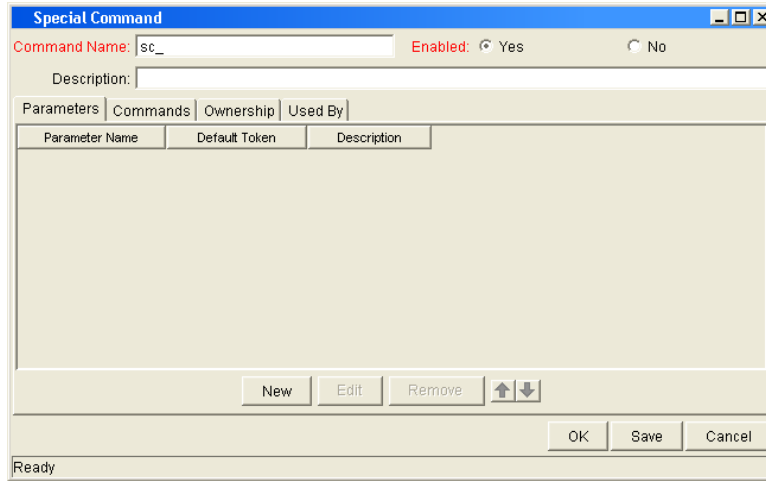 Special Command
Command Name: sc_ Enabled: Yes No
Description:
Parameters Commands Ownership Used By
Parameter Name Default Token Description
New Edit Remove
OK Save Cancel
Ready